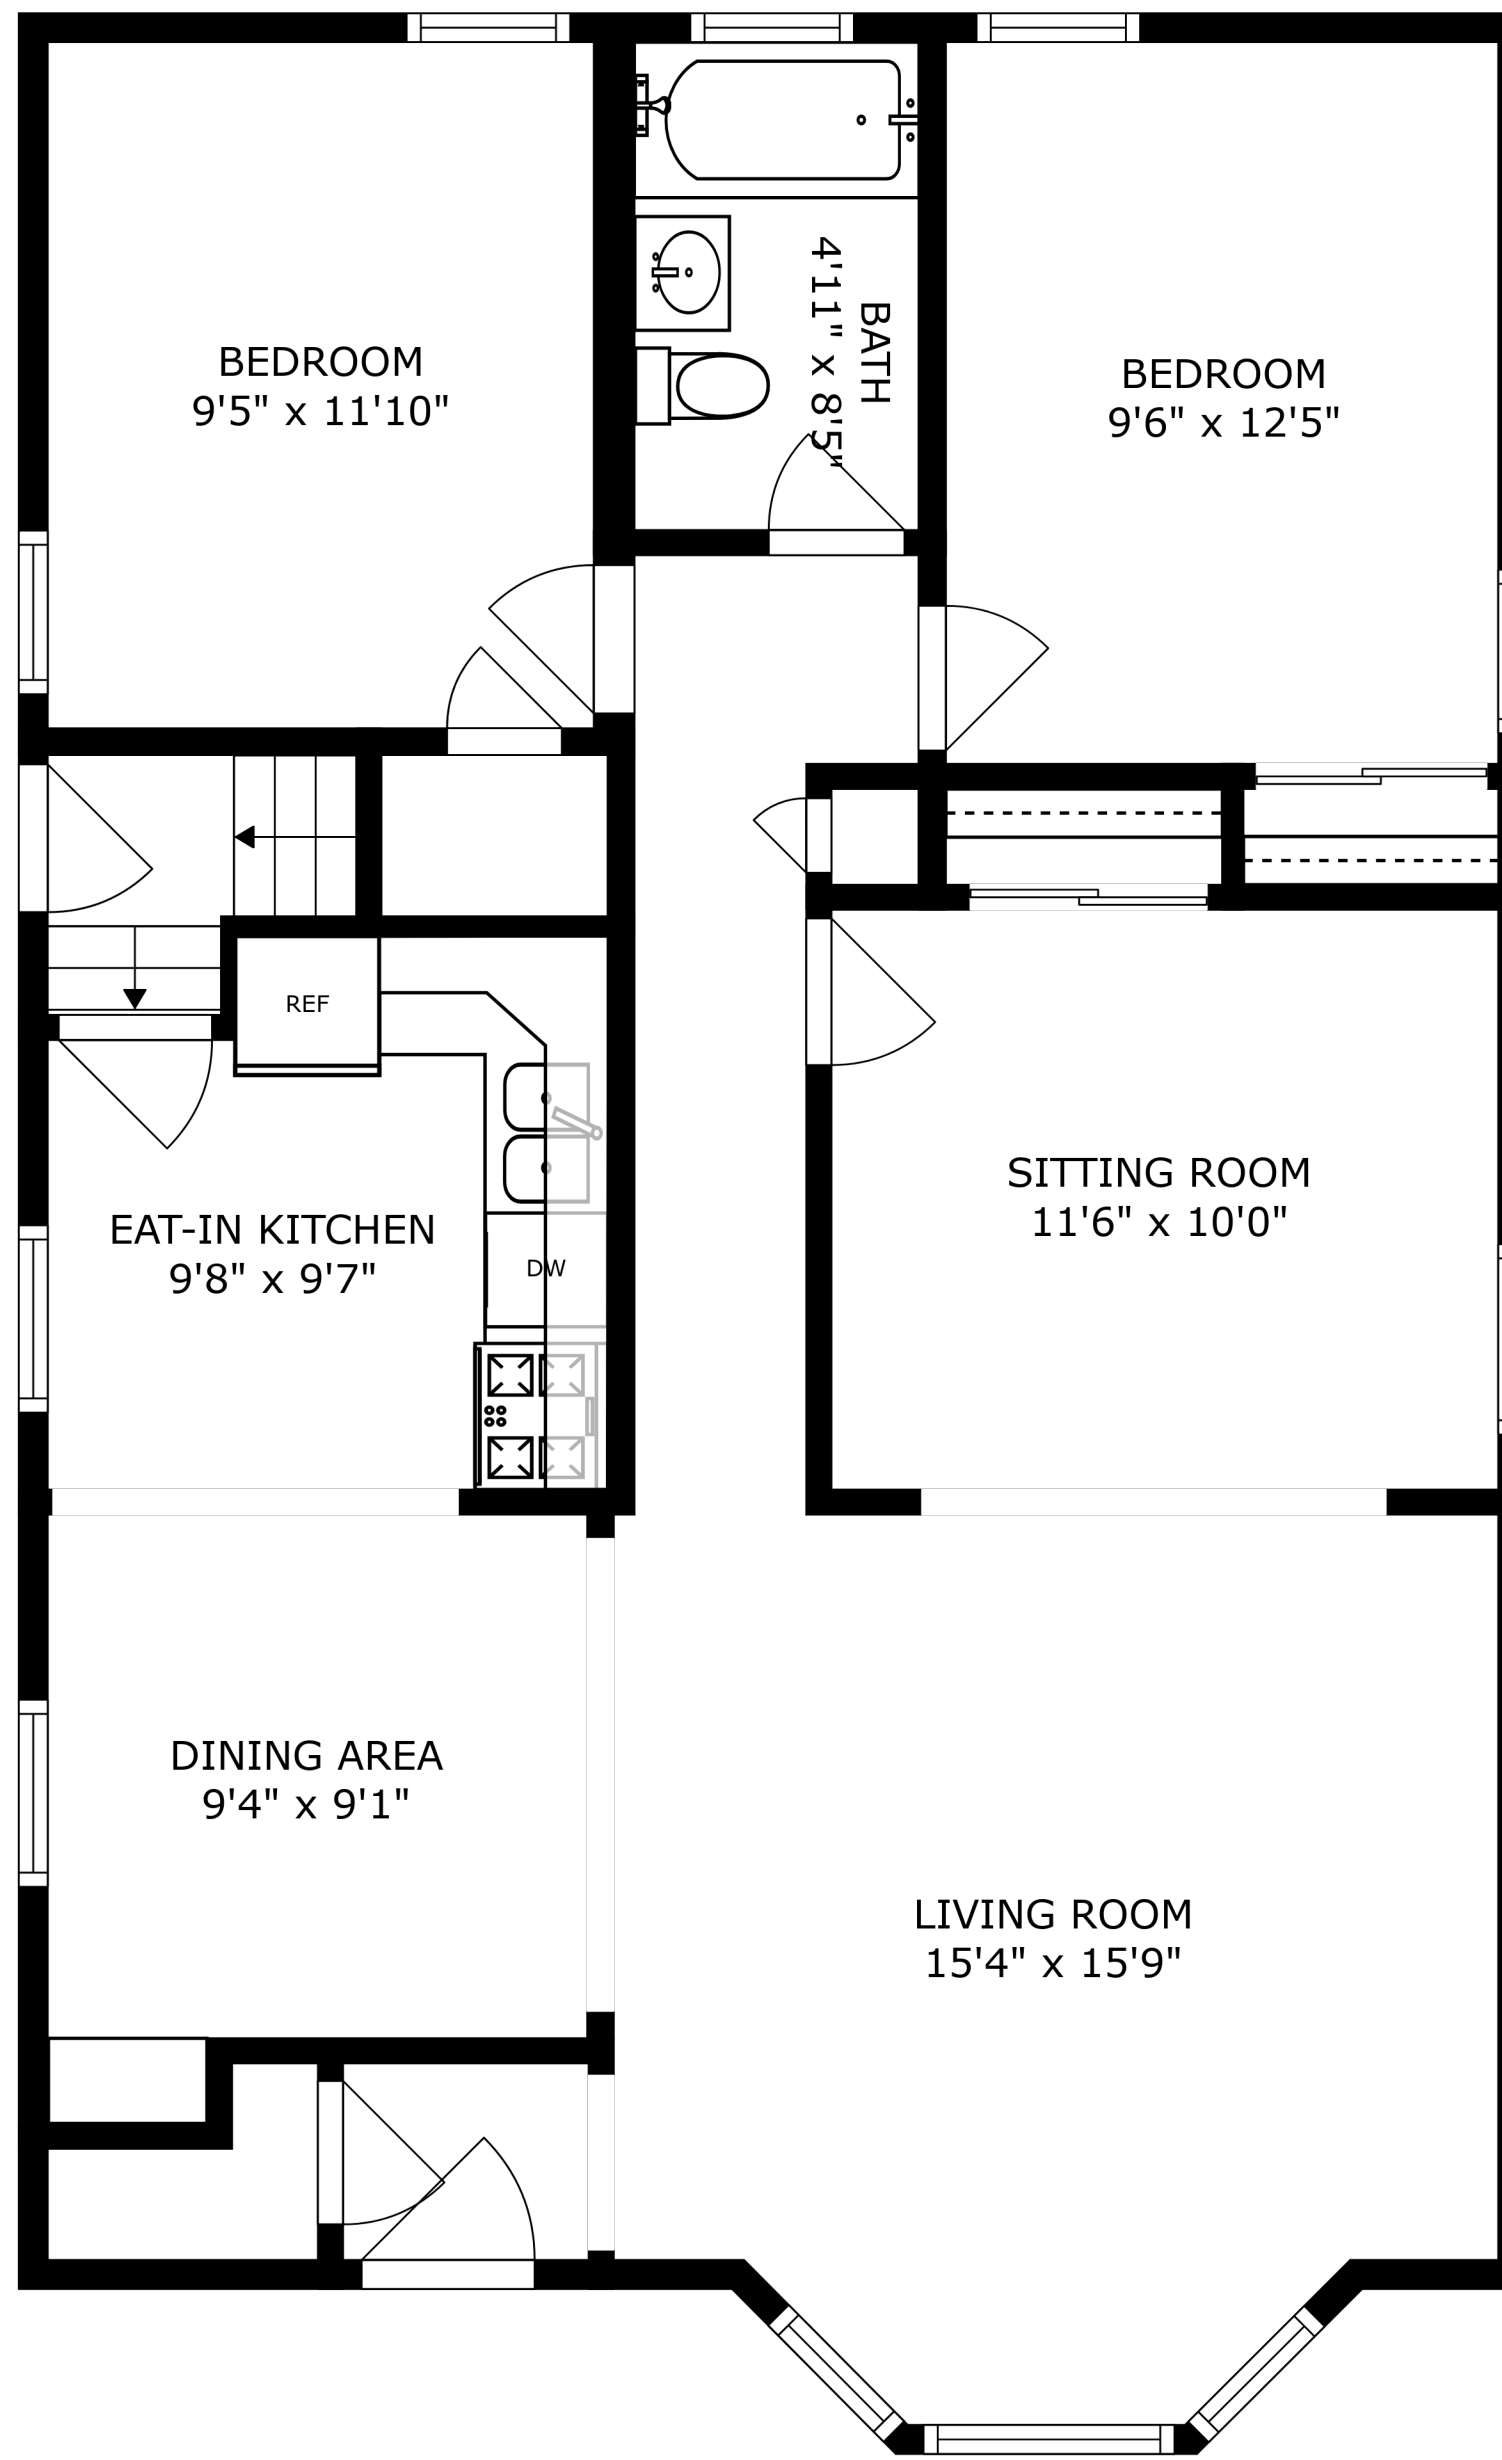 BEDROOM
9'5" x 11'10"
BATH
4'11" x 8'5"
BEDROOM
9'6" x 12'5"
REF
SITTING ROOM
11'6" x 10'0"
EAT-IN KITCHEN
9'8" x 9'7"
DW
DINING AREA
9'4" x 9'1"
LIVING ROOM
15'4" x 15'9"